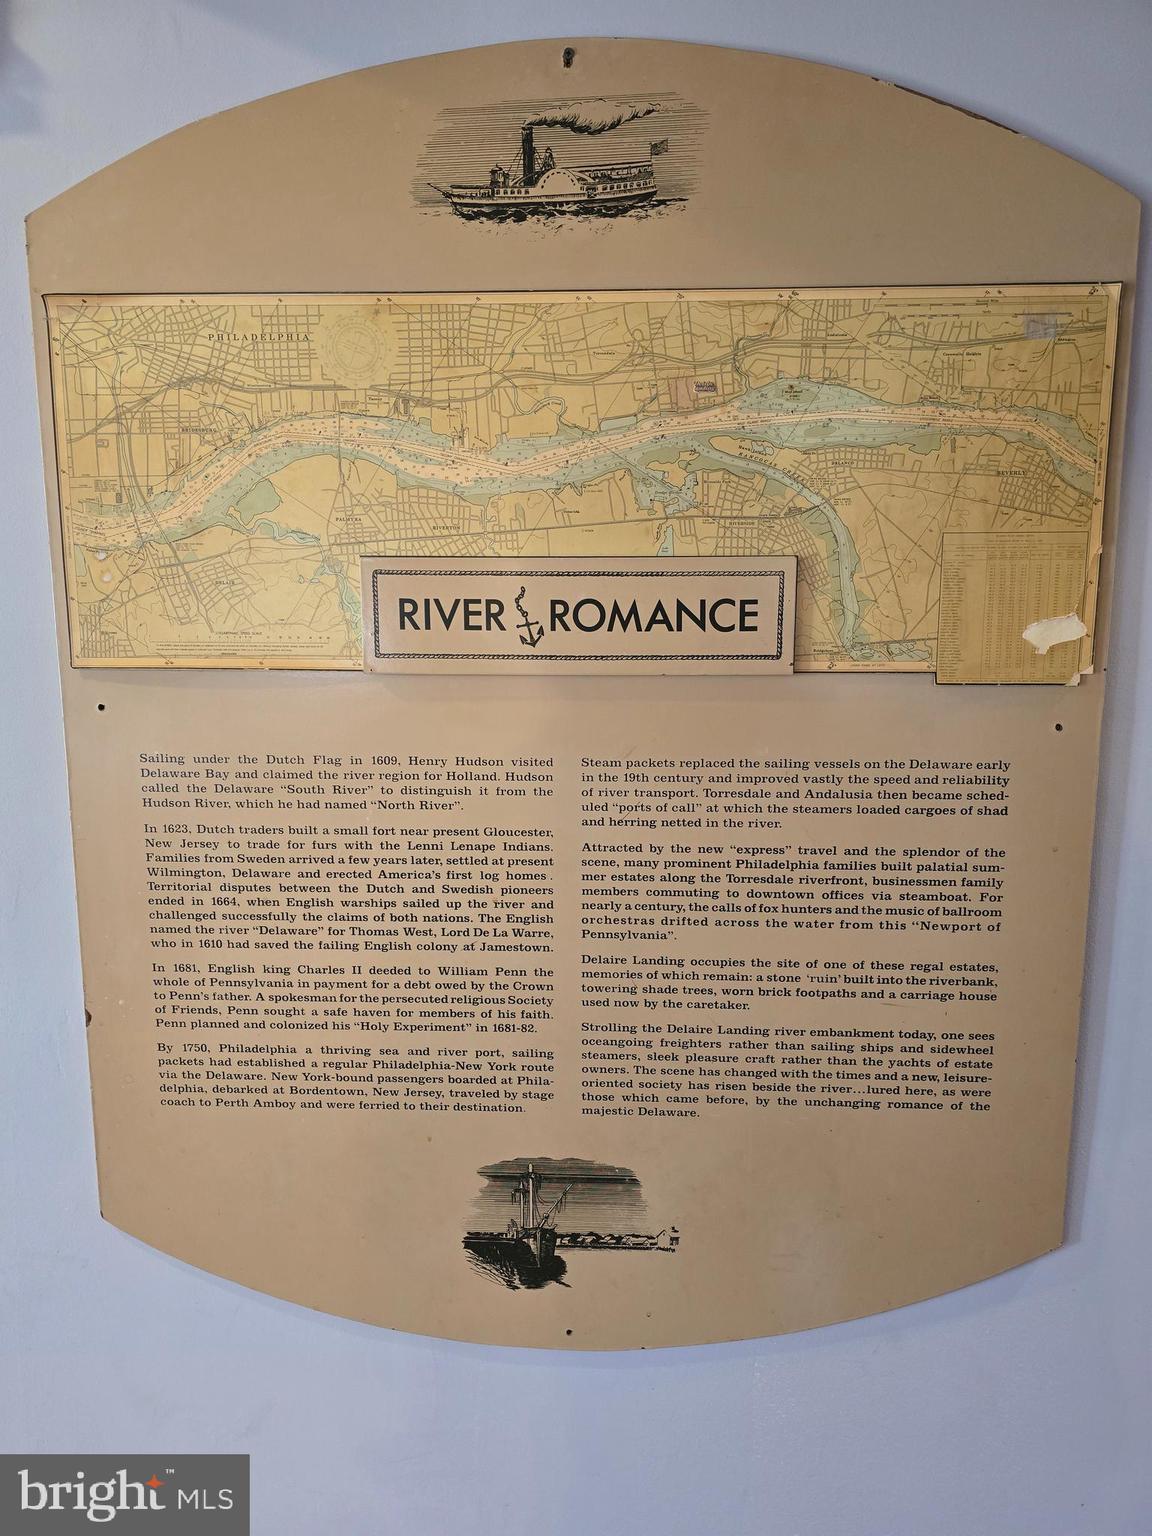 PHILADELPHIA
BRIDESBURG
Tacony
Torresdale
Andalusia
Cornwells Heights
PALMYRA
RIVERTON
DELAIR
RIVERSIDE
DELANCO
BEVERLY
RANCOCAS CREEK
RIVER ROMANCE
Sailing under the Dutch Flag in 1609, Henry Hudson visited
Delaware Bay and claimed the river region for Holland. Hudson
called the Delaware “South River” to distinguish it from the
Hudson River, which he had named “North River”.
In 1623, Dutch traders built a small fort near present Gloucester,
New Jersey to trade for furs with the Lenni Lenape Indians.
Families from Sweden arrived a few years later, settled at present
Wilmington, Delaware and erected America's first log homes.
Territorial disputes between the Dutch and Swedish pioneers
ended in 1664, when English warships sailed up the river and
challenged successfully the claims of both nations. The English
named the river “Delaware” for Thomas West, Lord De La Warre,
who in 1610 had saved the failing English colony at Jamestown.
In 1681, English king Charles II deeded to William Penn the
whole of Pennsylvania in payment for a debt owed by the Crown
to Penn's father. A spokesman for the persecuted religious Society
of Friends, Penn sought a safe haven for members of his faith.
Penn planned and colonized his “Holy Experiment” in 1681-82.
By 1750, Philadelphia a thriving sea and river port, sailing
packets had established a regular Philadelphia-New York route
via the Delaware. New York-bound passengers boarded at Phila-
delphia, debarked at Bordentown, New Jersey, traveled by stage
coach to Perth Amboy and were ferried to their destination.
Steam packets replaced the sailing vessels on the Delaware early
in the 19th century and improved vastly the speed and reliability
of river transport. Torresdale and Andalusia then became sched-
uled “ports of call” at which the steamers loaded cargoes of shad
and herring netted in the river.
Attracted by the new “express” travel and the splendor of the
scene, many prominent Philadelphia families built palatial sum-
mer estates along the Torresdale riverfront, businessmen family
members commuting to downtown offices via steamboat. For
nearly a century, the calls of fox hunters and the music of ballroom
orchestras drifted across the water from this “Newport of
Pennsylvania”.
Delaire Landing occupies the site of one of these regal estates,
memories of which remain: a stone ‘ruin’ built into the riverbank,
towering shade trees, worn brick footpaths and a carriage house
used now by the caretaker.
Strolling the Delaire Landing river embankment today, one sees
oceangoing freighters rather than sailing ships and sidewheel
steamers, sleek pleasure craft rather than the yachts of estate
owners. The scene has changed with the times and a new, leisure-
oriented society has risen beside the river...lured here, as were
those which came before, by the unchanging romance of the
majestic Delaware.
bright™ MLS